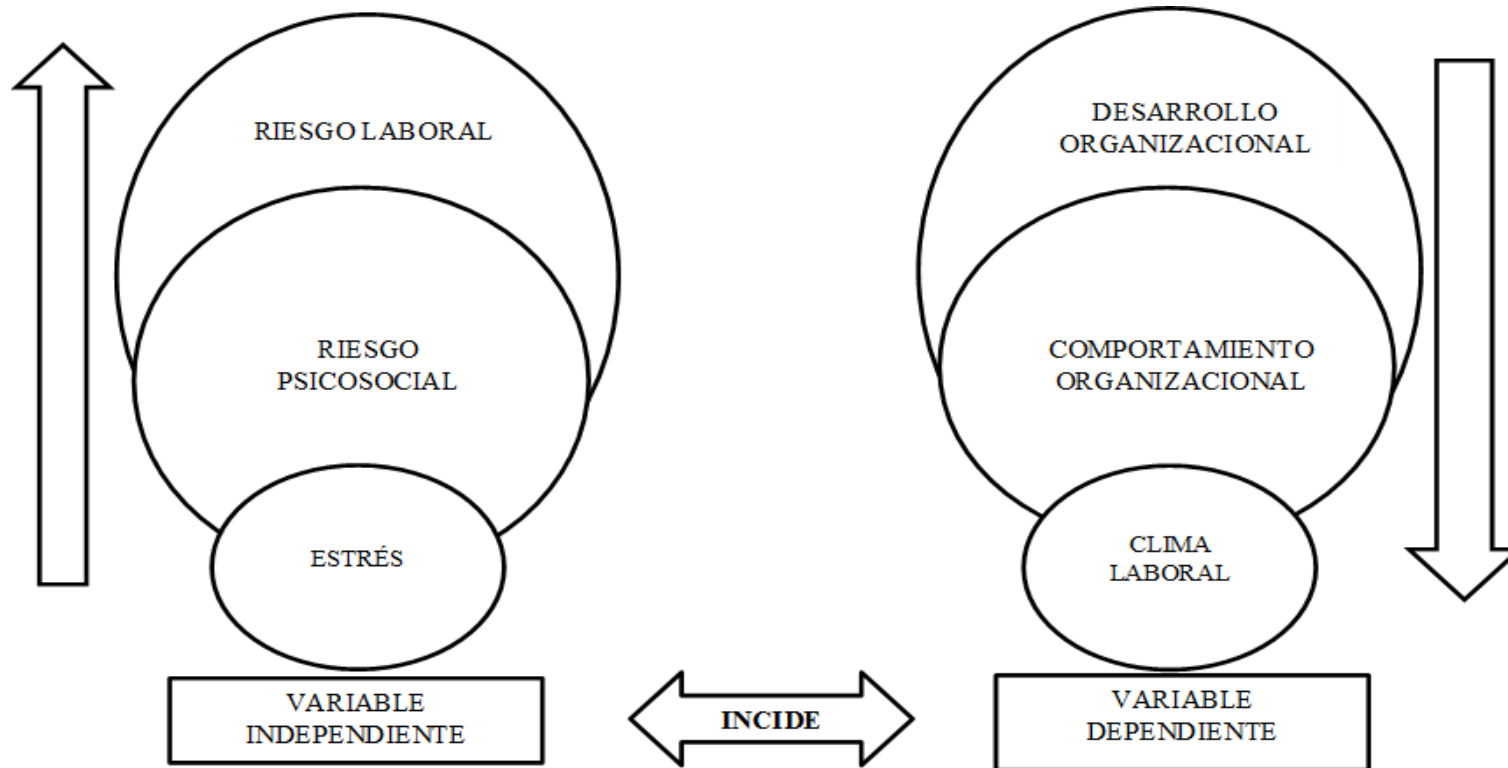 RIESGO LABORAL
RIESGO
PSICOSOCIAL
ESTRÉS
VARIABLE
INDEPENDIENTE
INCIDE
DESARROLLO
ORGANIZACIONAL
COMPORTAMIENTO
ORGANIZACIONAL
CLIMA
LABORAL
VARIABLE
DEPENDIENTE